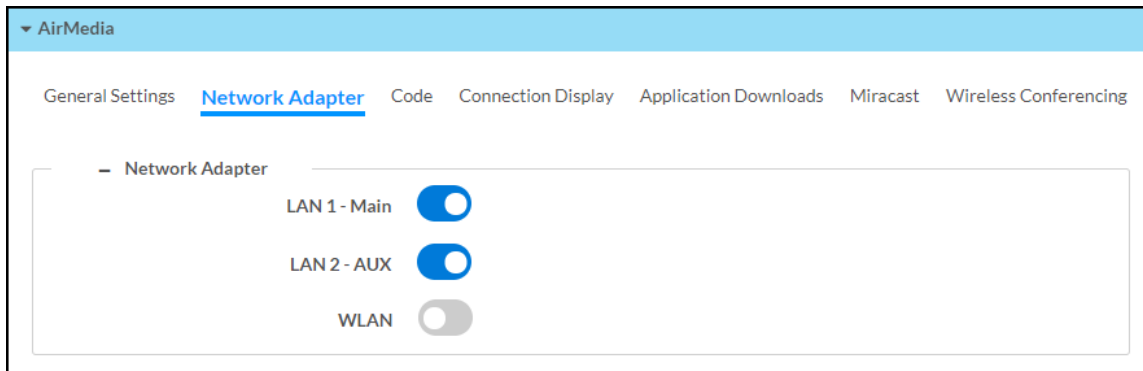 AirMedia
General Settings Network Adapter Code Connection Display Application Downloads Miracast Wireless Conferencing
Network Adapter
LAN 1 - Main
LAN 2 - AUX
WLAN